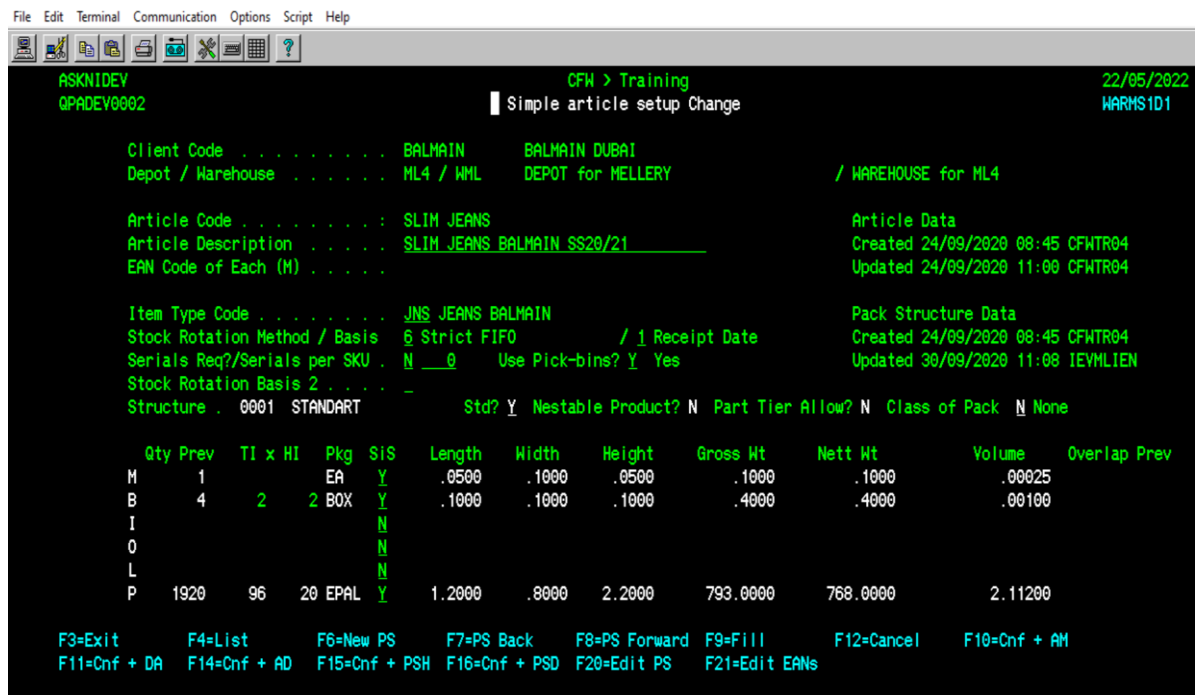 File Edit Terminal Communication Options Script Help
ASKNIDEV CFW > Training 22/05/2022
QPADEV0002 Simple article setup Change WARMS1D1
Client Code . . . . . . . . . BALMAIN BALMAIN DUBAI
Depot / Warehouse . . . . . . ML4 / WML DEPOT for MELLERY / WAREHOUSE for ML4
Article Code . . . . . . . . : SLIM JEANS Article Data
Article Description . . . . . SLIM JEANS BALMAIN SS20/21 Created 24/09/2020 08:45 CFWTR04
EAN Code of Each (M) . . . . . Updated 24/09/2020 11:00 CFWTR04
Item Type Code . . . . . . . . JNS JEANS BALMAIN Pack Structure Data
Stock Rotation Method / Basis 6 Strict FIFO / 1 Receipt Date Created 24/09/2020 08:45 CFWTR04
Serials Req?/Serials per SKU . N 0 Use Pick-bins? Y Yes Updated 30/09/2020 11:08 IEVMLIEN
Stock Rotation Basis 2 . . . . _
Structure . 0001 STANDART Std? Y Nestable Product? N Part Tier Allow? N Class of Pack N None
Qty Prev TI x HI Pkg SiS Length Width Height Gross Wt Nett Wt Volume Overlap Prev
M 1 EA Y .0500 .1000 .0500 .1000 .1000 .00025
B 4 2 2 BOX Y .1000 .1000 .1000 .4000 .4000 .00100
I N
O N
L N
P 1920 96 20 EPAL Y 1.2000 .8000 2.2000 793.0000 768.0000 2.11200
F3=Exit F4=List F6=New PS F7=PS Back F8=PS Forward F9=Fill F12=Cancel F10=Cnf + AM
F11=Cnf + DA F14=Cnf + AD F15=Cnf + PSH F16=Cnf + PSD F20=Edit PS F21=Edit EANs